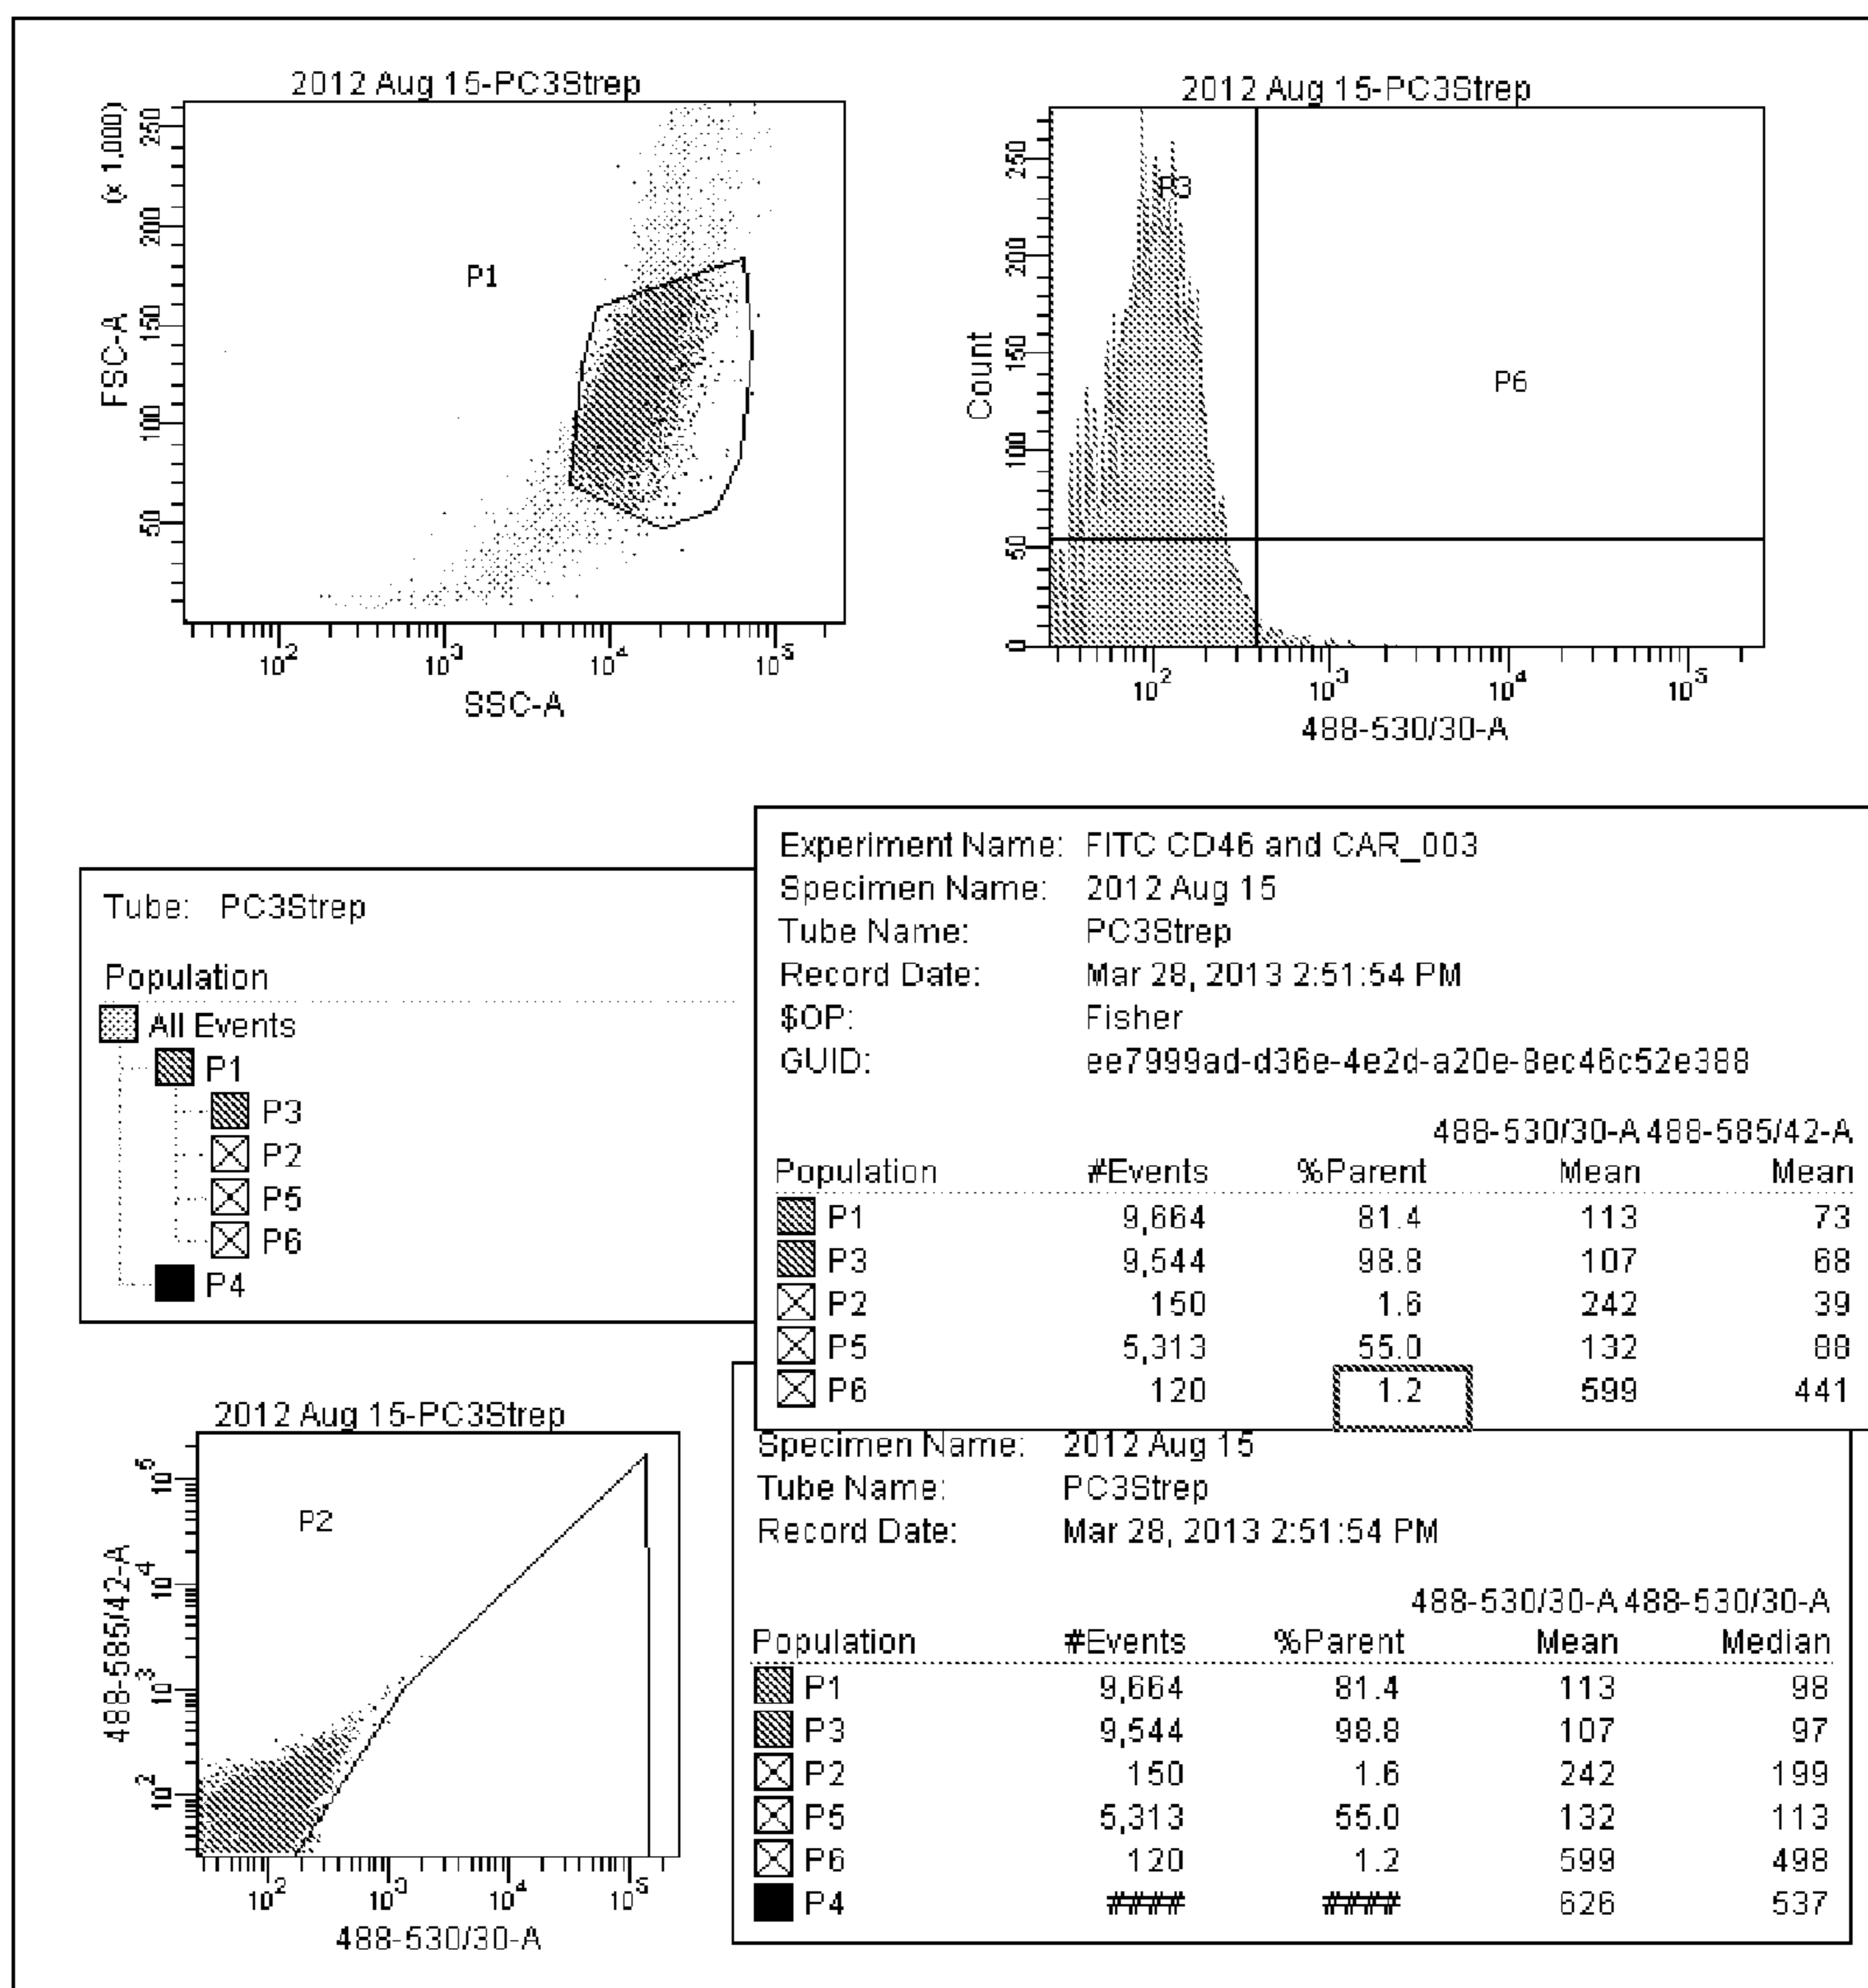 2012 Aug 15-PC3Strep
(x 1,000)
250
200
150
100
50
FSC-A
P1
10^2 10^3 10^4 10^5
SSC-A
2012 Aug 15-PC3Strep
250
200
150
100
50
0
Count
P3
P6
10^2 10^3 10^4 10^5
488-530/30-A
Tube: PC3Strep
Population
All Events
P1
P3
P2
P5
P6
P4
Experiment Name: FITC CD46 and CAR_003
Specimen Name: 2012 Aug 15
Tube Name: PC3Strep
Record Date: Mar 28, 2013 2:51:54 PM
$OP: Fisher
GUID: ee7999ad-d36e-4e2d-a20e-8ec46c52e388
488-530/30-A 488-585/42-A
Population #Events %Parent Mean Mean
P1 9,664 81.4 113 73
P3 9,544 98.8 107 68
P2 150 1.6 242 39
P5 5,313 55.0 132 88
P6 120 1.2 599 441
2012 Aug 15-PC3Strep
10^5
10^4
10^3
10^2
488-585/42-A
P2
10^2 10^3 10^4 10^5
488-530/30-A
Specimen Name: 2012 Aug 15
Tube Name: PC3Strep
Record Date: Mar 28, 2013 2:51:54 PM
488-530/30-A 488-530/30-A
Population #Events %Parent Mean Median
P1 9,664 81.4 113 98
P3 9,544 98.8 107 97
P2 150 1.6 242 199
P5 5,313 55.0 132 113
P6 120 1.2 599 498
P4 #### #### 626 537